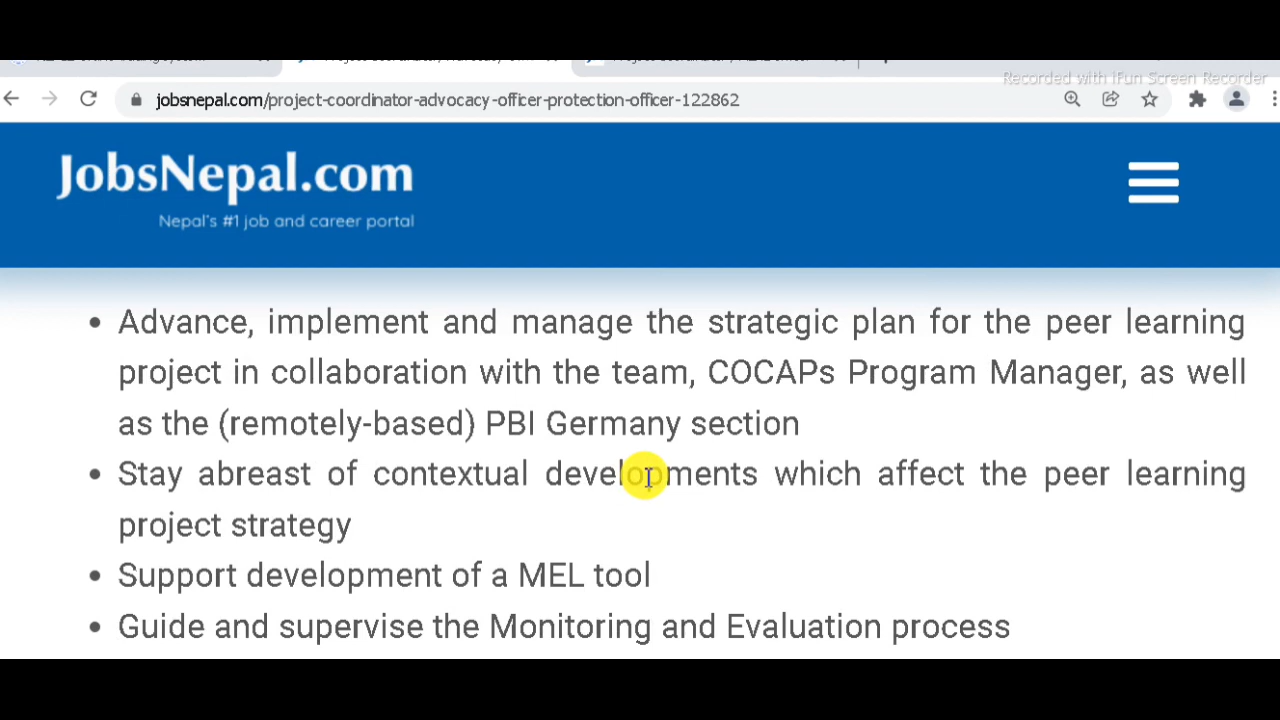 Recorded with iFun Screen Recorder
jobsnepal.com/project-coordinator-advocacy-officer-protection-officer-122862
JobsNepal.com
Nepal's #1 job and career portal
• Advance, implement and manage the strategic plan for the peer learning
project in collaboration with the team, COCAPs Program Manager, as well
as the (remotely-based) PBI Germany section
• Stay abreast of contextual developments which affect the peer learning
project strategy
• Support development of a MEL tool
• Guide and supervise the Monitoring and Evaluation process